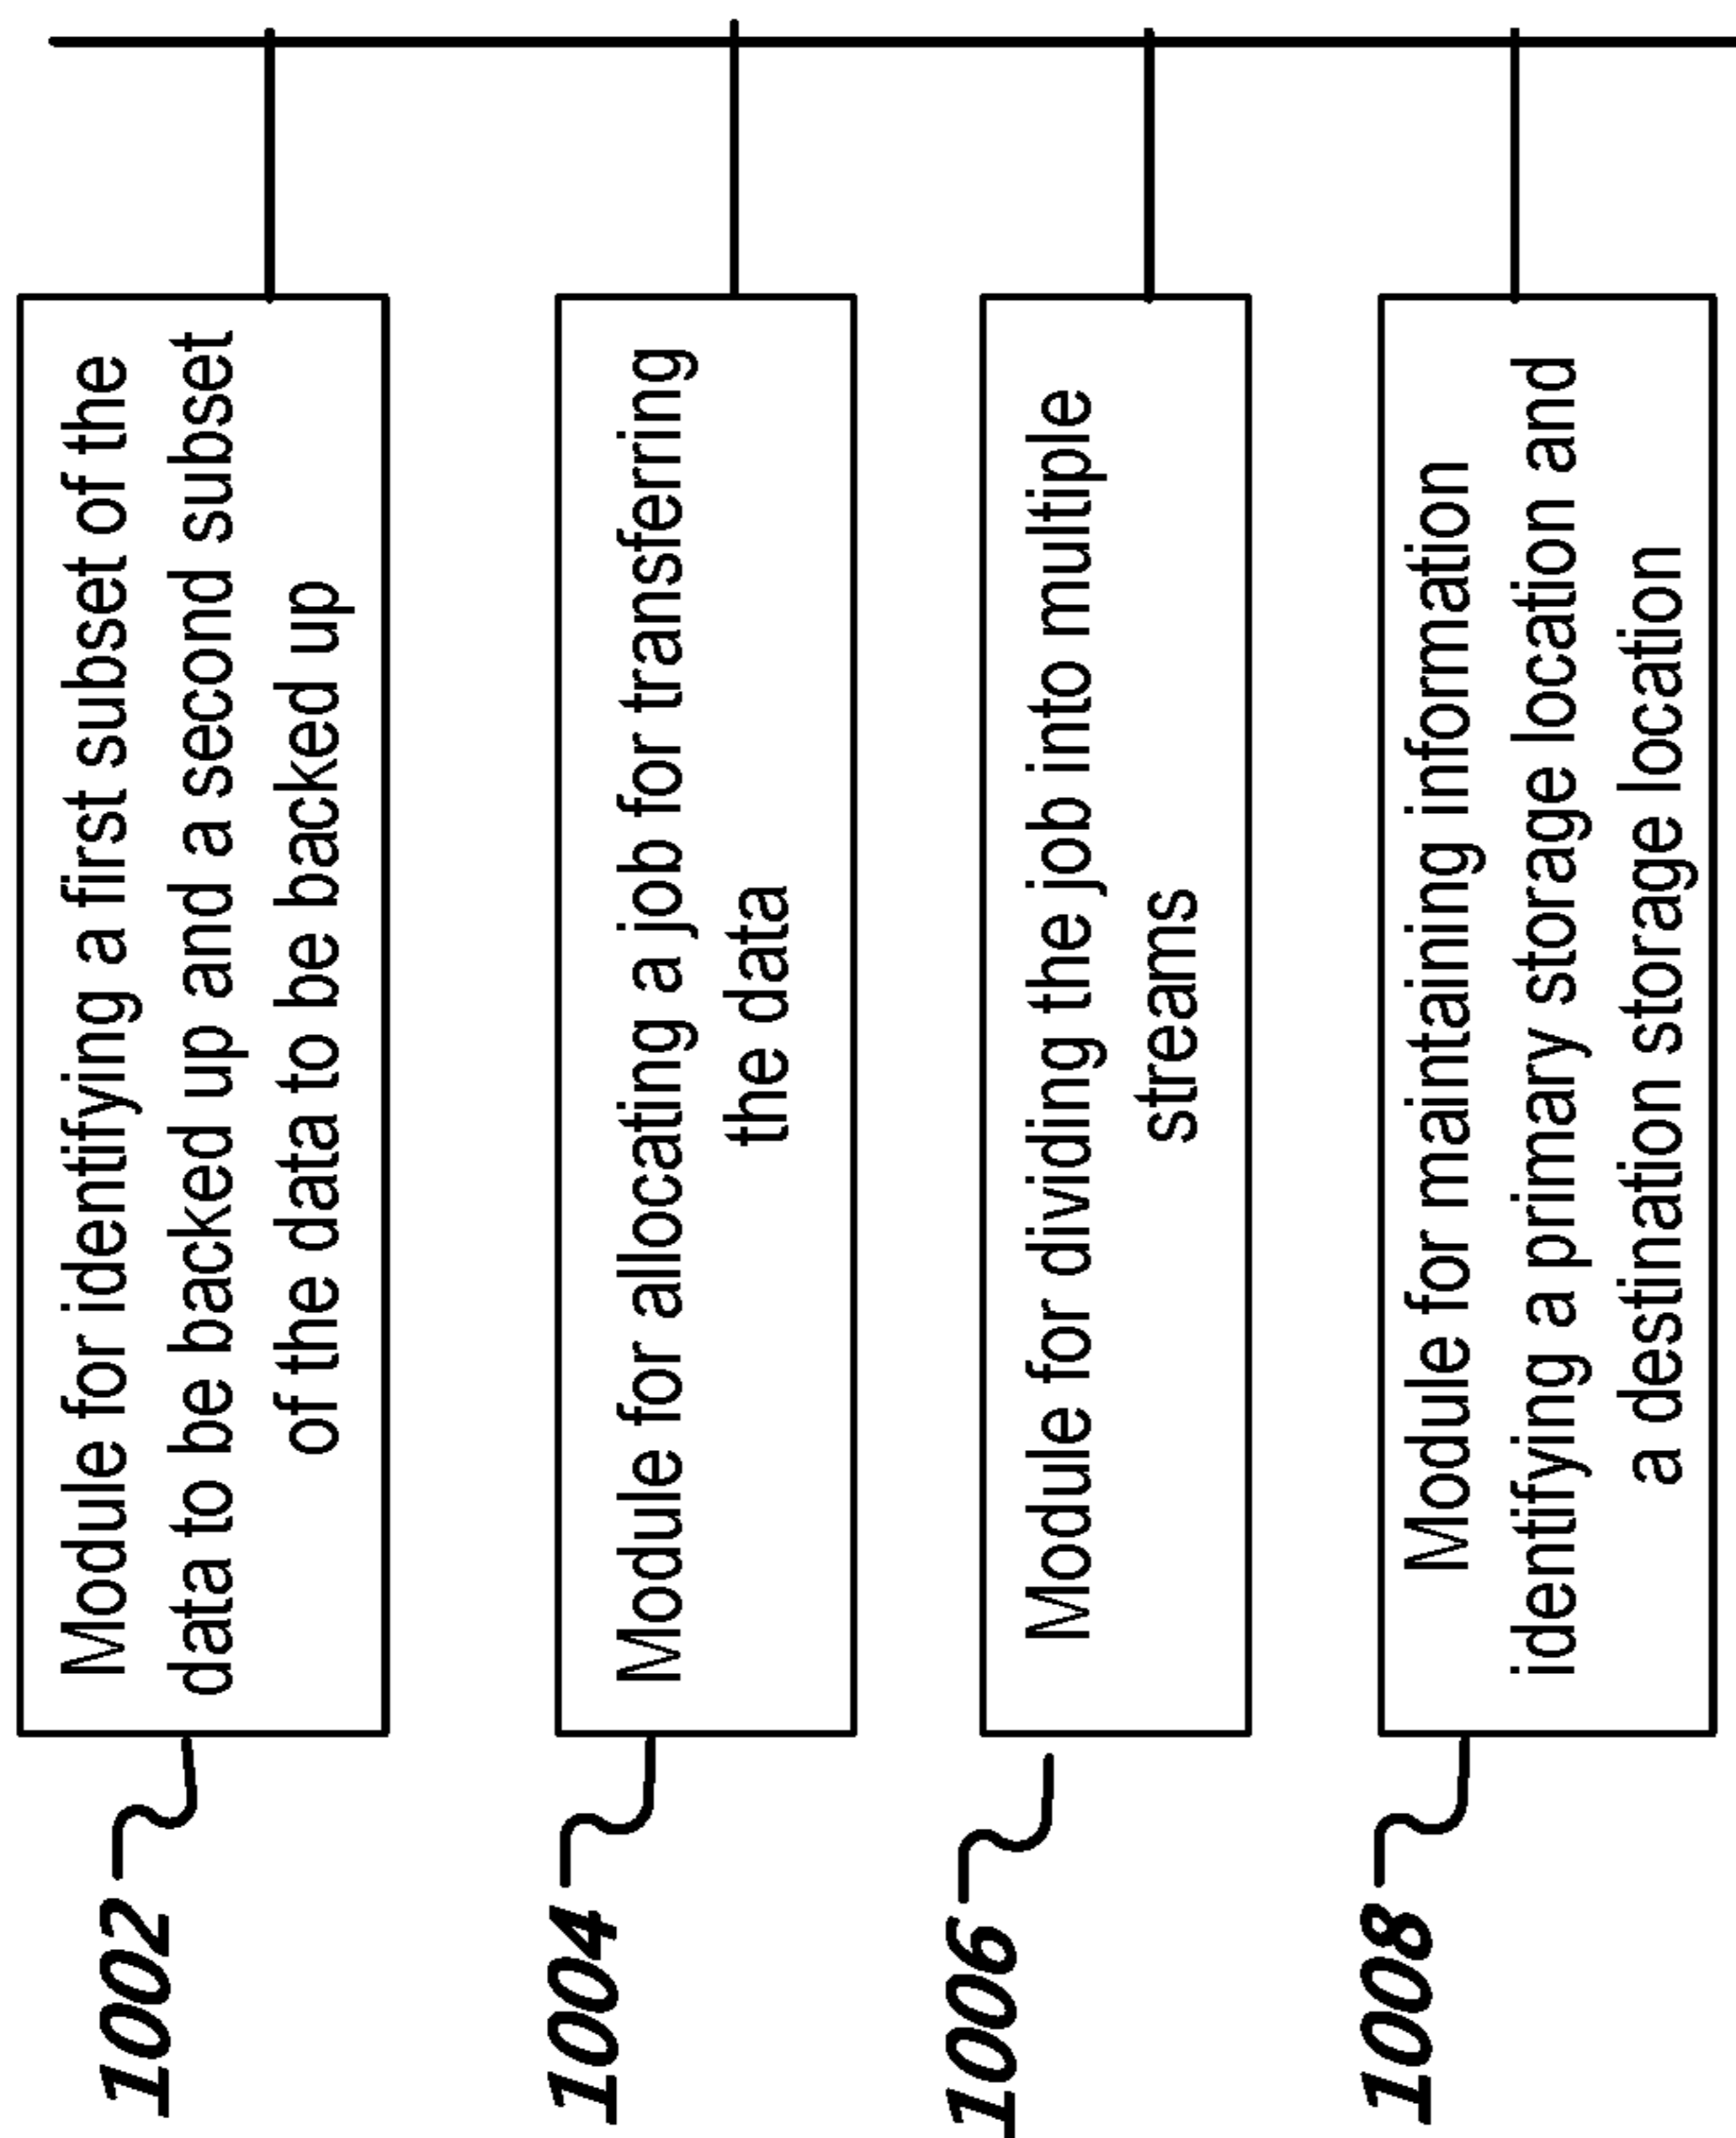 1002
Module for identifying a first subset of the
data to be backed up and a second subset
of the data to be backed up
1004
Module for allocating a job for transferring
the data
1006
Module for dividing the job into multiple
streams
1008
Module for maintaining information
identifying a primary storage location and
a destination storage location